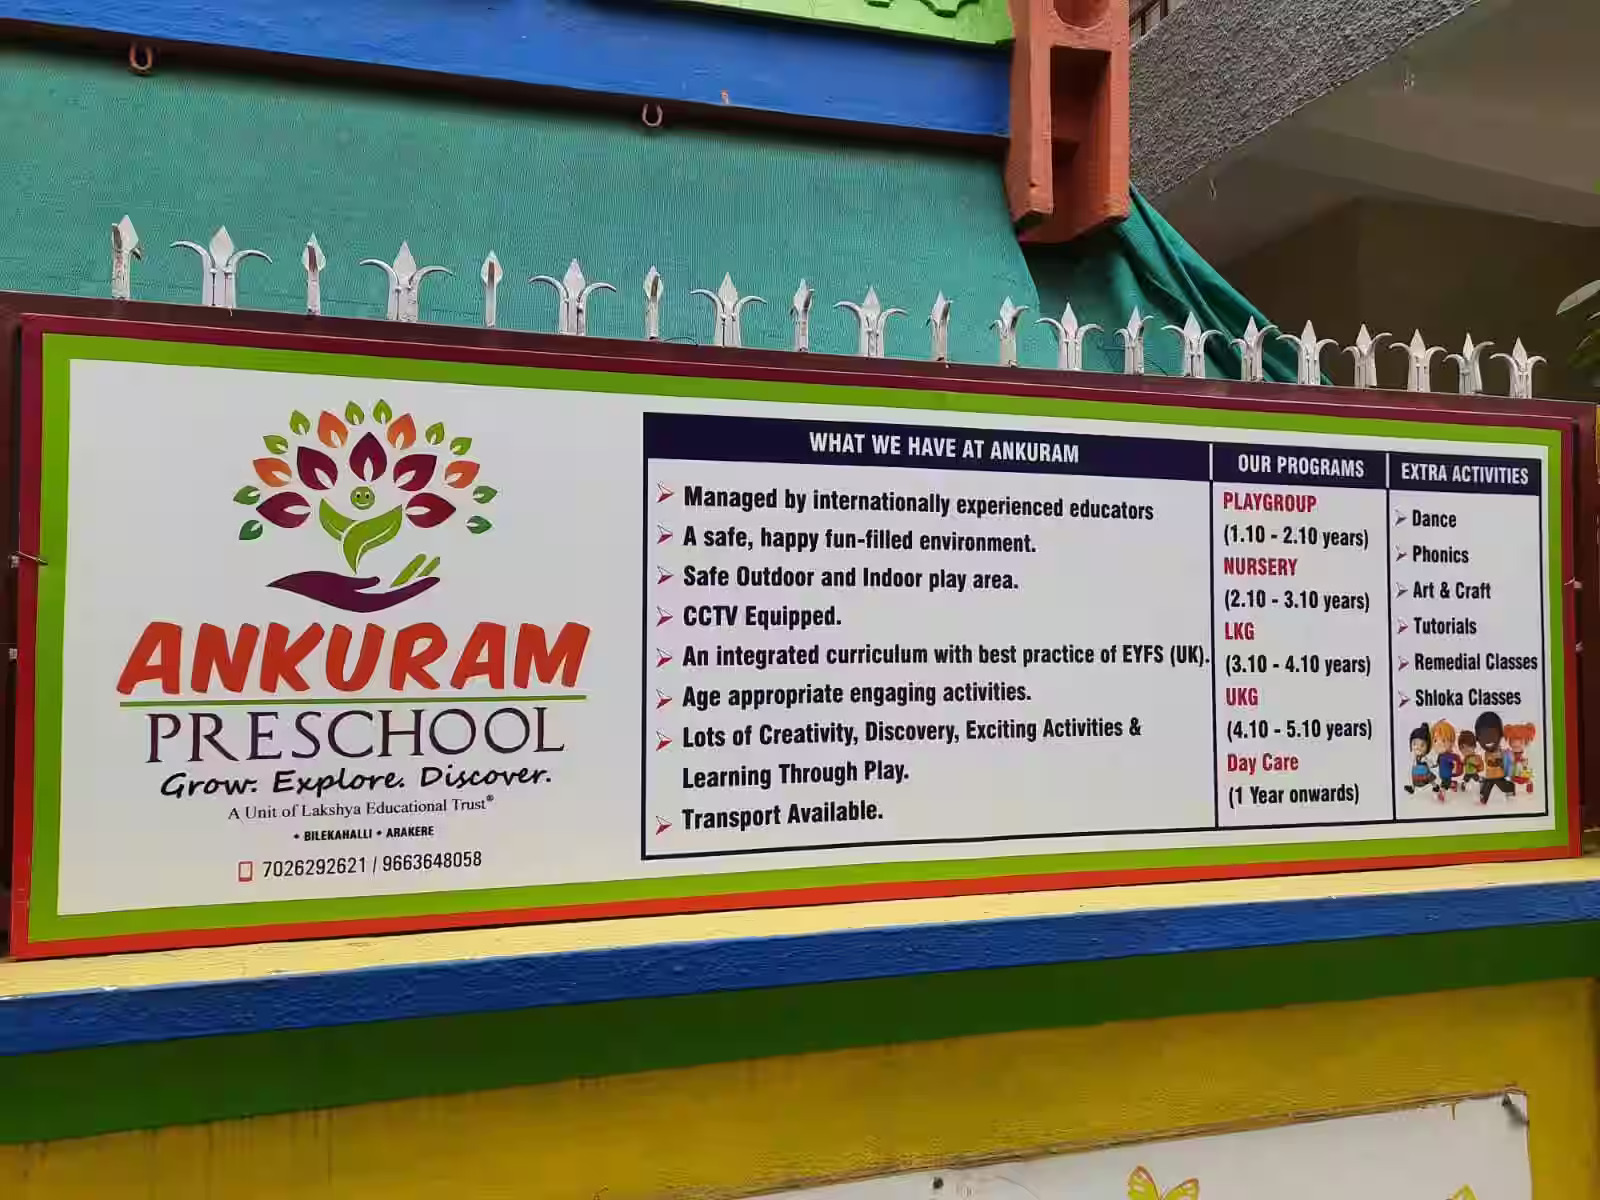 ANKURAM
PRESCHOOL
Grow. Explore. Discover.
A Unit of Lakshya Educational Trust®
• BILEKAHALLI • ARAKERE
7026292621 / 9663648058
WHAT WE HAVE AT ANKURAM
Managed by internationally experienced educators
A safe, happy fun-filled environment.
Safe Outdoor and Indoor play area.
CCTV Equipped.
An integrated curriculum with best practice of EYFS (UK).
Age appropriate engaging activities.
Lots of Creativity, Discovery, Exciting Activities &
Learning Through Play.
Transport Available.
OUR PROGRAMS
PLAYGROUP
(1.10 - 2.10 years)
NURSERY
(2.10 - 3.10 years)
LKG
(3.10 - 4.10 years)
UKG
(4.10 - 5.10 years)
Day Care
(1 Year onwards)
EXTRA ACTIVITIES
Dance
Phonics
Art & Craft
Tutorials
Remedial Classes
Shloka Classes